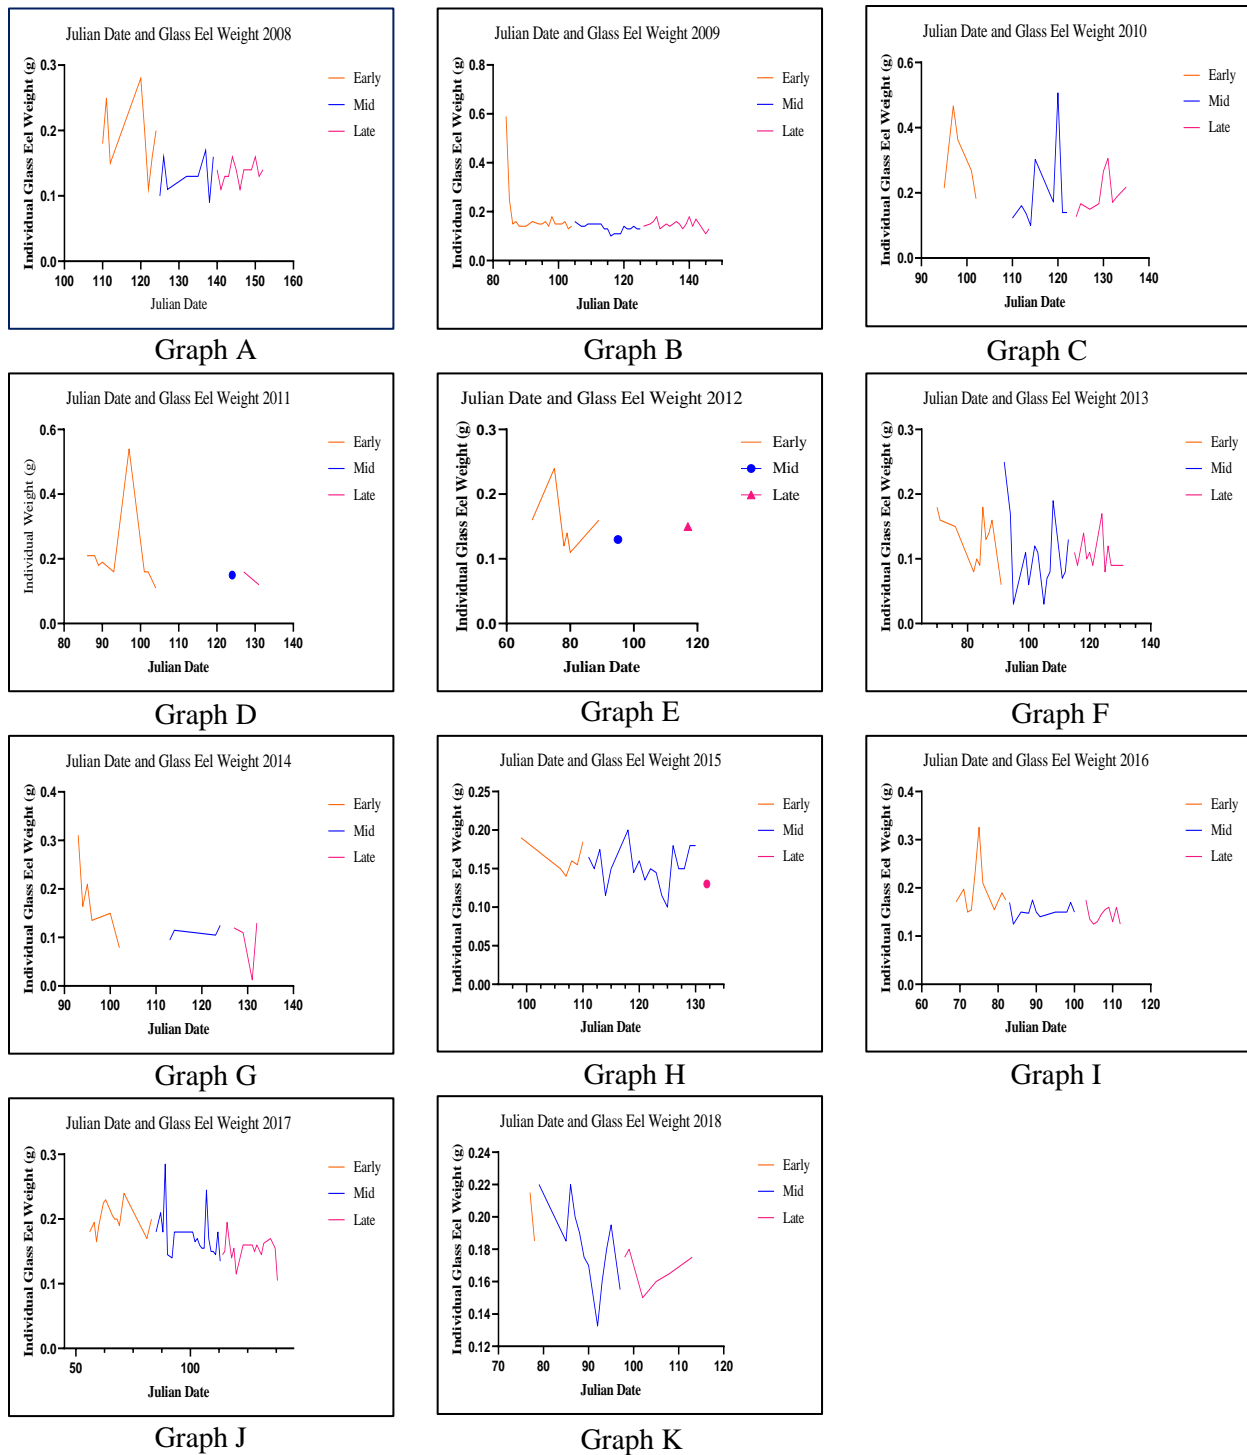 Julian Date and Glass Eel Weight 2008
Individual Glass Eel Weight (g)
0.3
0.2
0.1
0.0
100 110 120 130 140 150 160
Julian Date
Early
Mid
Late
Graph A
Julian Date and Glass Eel Weight 2009
Individual Glass Eel Weight (g)
0.8
0.6
0.4
0.2
0.0
80 100 120 140
Julian Date
Early
Mid
Late
Graph B
Julian Date and Glass Eel Weight 2010
Individual Glass Eel Weight (g)
0.6
0.4
0.2
0.0
90 100 110 120 130 140
Julian Date
Early
Mid
Late
Graph C
Julian Date and Glass Eel Weight 2011
Individual Weight (g)
0.6
0.4
0.2
0.0
80 90 100 110 120 130 140
Julian Date
Early
Mid
Late
Graph D
Julian Date and Glass Eel Weight 2012
Individual Glass Eel Weight (g)
0.3
0.2
0.1
0.0
60 80 100 120
Julian Date
Early
Mid
Late
Graph E
Julian Date and Glass Eel Weight 2013
Individual Glass Eel Weight (g)
0.3
0.2
0.1
0.0
80 100 120 140
Julian Date
Early
Mid
Late
Graph F
Julian Date and Glass Eel Weight 2014
Individual Glass Eel Weight (g)
0.4
0.3
0.2
0.1
0.0
90 100 110 120 130 140
Julian Date
Early
Mid
Late
Graph G
Julian Date and Glass Eel Weight 2015
Individual Glass Eel Weight (g)
0.25
0.20
0.15
0.10
0.05
0.00
100 110 120 130
Julian Date
Early
Mid
Late
Graph H
Julian Date and Glass Eel Weight 2016
Individual Glass Eel Weight (g)
0.4
0.3
0.2
0.1
0.0
60 70 80 90 100 110 120
Julian Date
Early
Mid
Late
Graph I
Julian Date and Glass Eel Weight 2017
Individual Glass Eel Weight (g)
0.3
0.2
0.1
0.0
50 100
Julian Date
Early
Mid
Late
Graph J
Julian Date and Glass Eel Weight 2018
Individual Glass Eel Weight (g)
0.24
0.22
0.20
0.18
0.16
0.14
0.12
70 80 90 100 110 120
Julian Date
Early
Mid
Late
Graph K